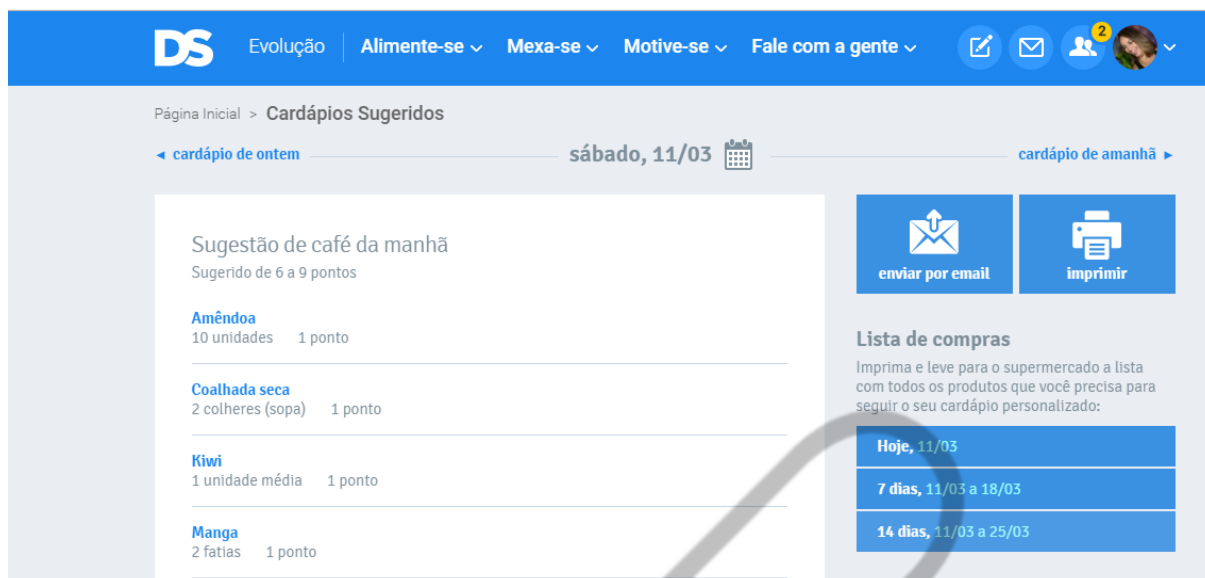 DS Evolução Alimente-se Mexa-se Motive-se Fale com a gente 2
Página Inicial > Cardápios Sugeridos
◄ cardápio de ontem sábado, 11/03 cardápio de amanhã ►
Sugestão de café da manhã
Sugerido de 6 a 9 pontos
Amêndoa
10 unidades 1 ponto
Coalhada seca
2 colheres (sopa) 1 ponto
Kiwi
1 unidade média 1 ponto
Manga
2 fatias 1 ponto
enviar por email imprimir
Lista de compras
Imprima e leve para o supermercado a lista
com todos os produtos que você precisa para
seguir o seu cardápio personalizado:
Hoje, 11/03
7 dias, 11/03 a 18/03
14 dias, 11/03 a 25/03